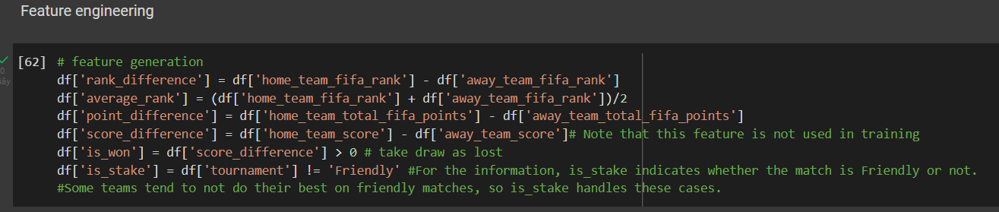 Feature engineering
[62] # feature generation
df['rank_difference'] = df['home_team_fifa_rank'] - df['away_team_fifa_rank']
df['average_rank'] = (df['home_team_fifa_rank'] + df['away_team_fifa_rank'])/2
df['point_difference'] = df['home_team_total_fifa_points'] - df['away_team_total_fifa_points']
df['score_difference'] = df['home_team_score'] - df['away_team_score']# Note that this feature is not used in training
df['is_won'] = df['score_difference'] > 0 # take draw as lost
df['is_stake'] = df['tournament'] != 'Friendly' #For the information, is_stake indicates whether the match is Friendly or not.
#Some teams tend to not do their best on friendly matches, so is_stake handles these cases.
0
giây